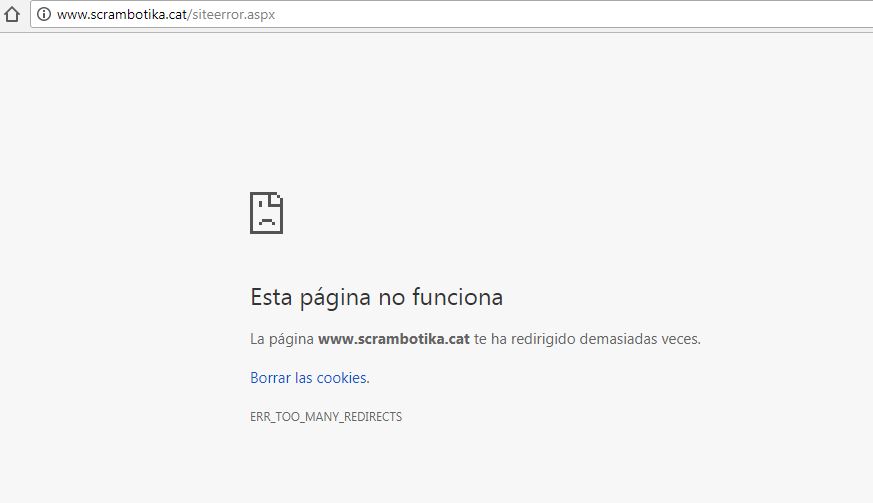 www.scrambotika.cat/siteerror.aspx
Esta página no funciona
La página www.scrambotika.cat te ha redirigido demasiadas veces.
Borrar las cookies.
ERR_TOO_MANY_REDIRECTS